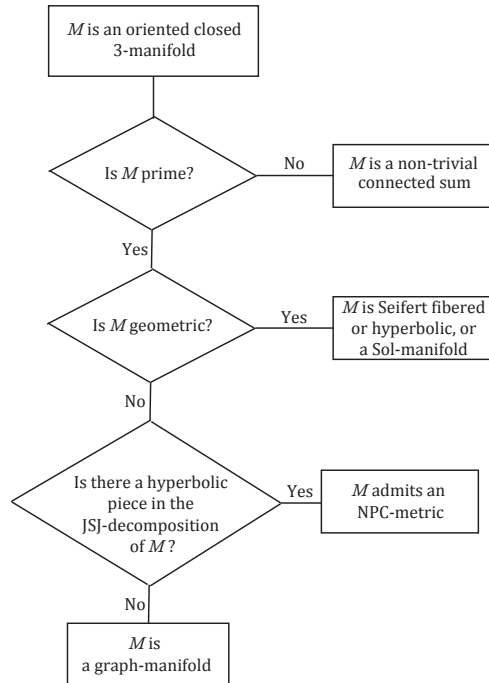 M is an oriented closed
3-manifold
Is M prime?
No
M is a non-trivial
connected sum
Yes
Is M geometric?
Yes
M is Seifert fibered
or hyperbolic, or
a Sol-manifold
No
Is there a hyperbolic
piece in the
JSJ-decomposition
of M ?
Yes
M admits an
NPC-metric
No
M is
a graph-manifold